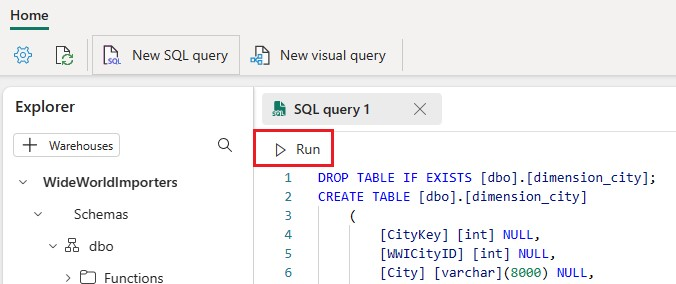 Home
SQL New SQL query New visual query
Explorer
+ Warehouses
WideWorldImporters
Schemas
dbo
Functions
SQL query 1
Run
1 DROP TABLE IF EXISTS [dbo].[dimension_city];
2 CREATE TABLE [dbo].[dimension_city]
3 (
4 [CityKey] [int] NULL,
5 [WWICityID] [int] NULL,
6 [City] [varchar](8000) NULL,